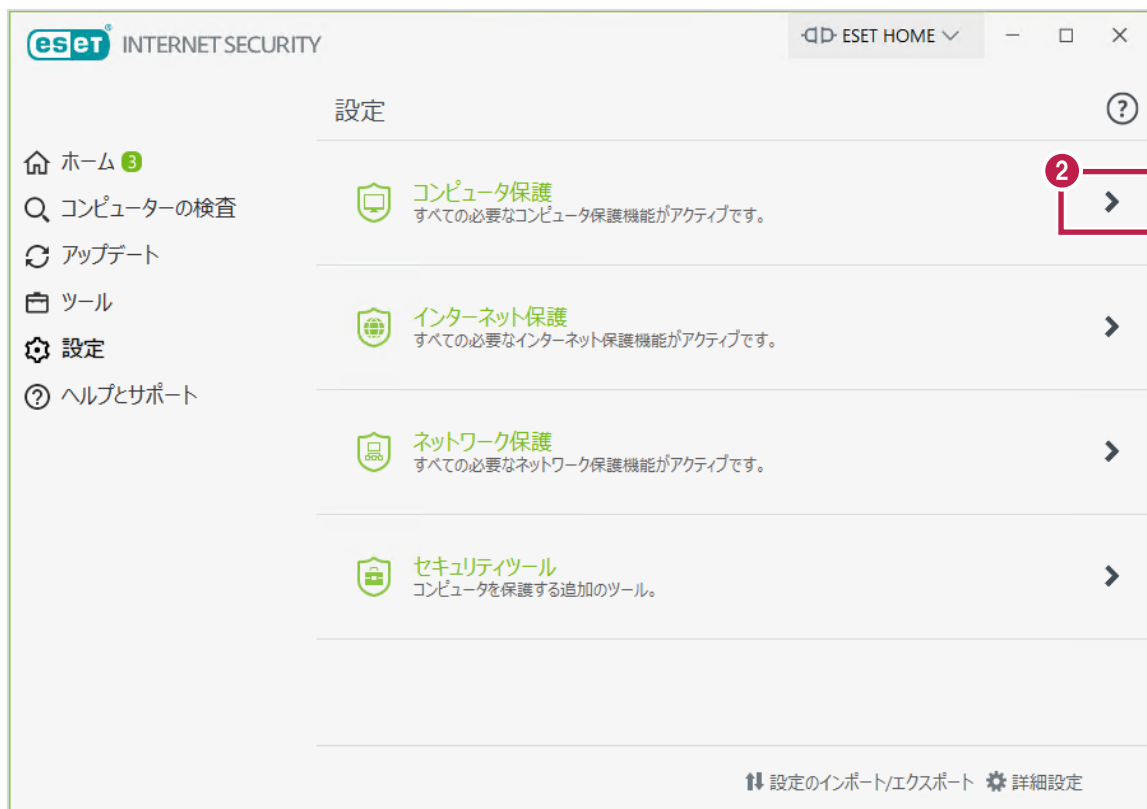 eset® INTERNET SECURITY
ESET HOME
設定
?
ホーム 3
コンピューターの検査
アップデート
ツール
設定
ヘルプとサポート
2
コンピュータ保護
すべての必要なコンピュータ保護機能がアクティブです。
インターネット保護
すべての必要なインターネット保護機能がアクティブです。
ネットワーク保護
すべての必要なネットワーク保護機能がアクティブです。
セキュリティツール
コンピュータを保護する追加のツール。
設定のインポート/エクスポート 詳細設定